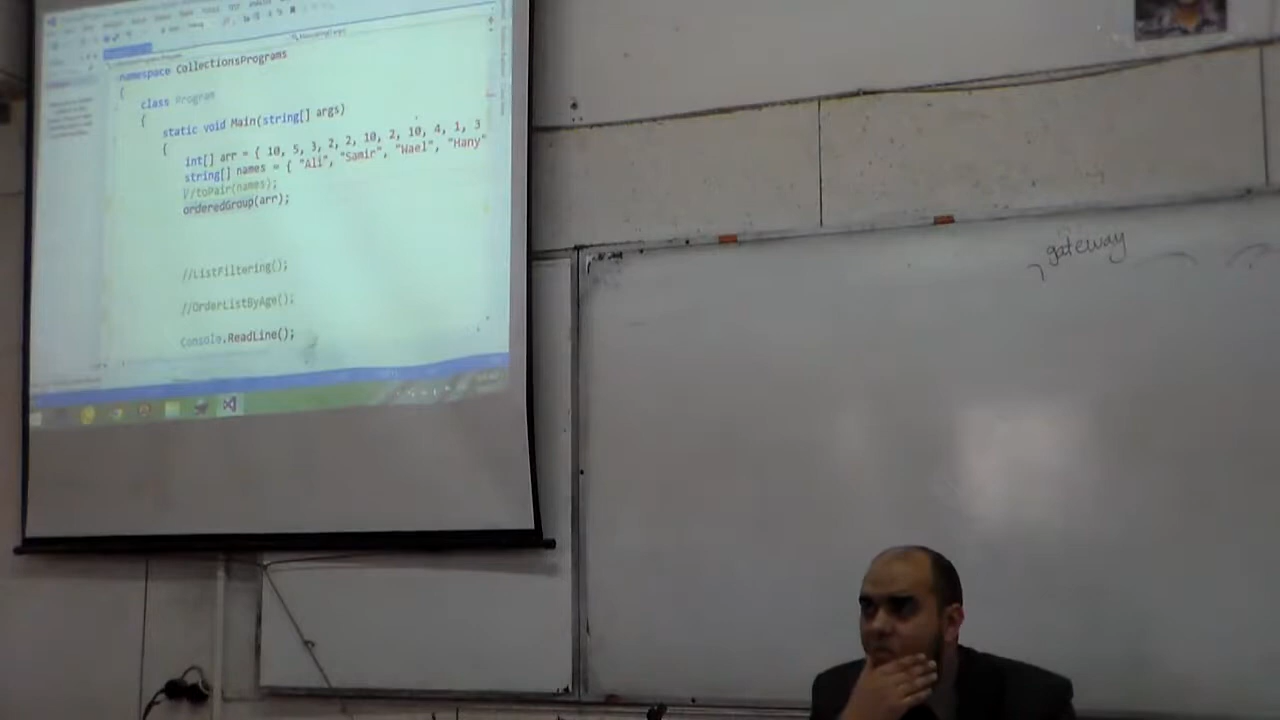 namespace CollectionsPrograms
{
class Program
{
static void Main(string[] args)
{
int[] arr = { 10, 5, 3, 2, 2, 10, 2, 10, 4, 1, 3
string[] names = { "Ali", "Samir", "Wael", "Hany"
//toPair(names);
orderedGroup(arr);
//ListFiltering();
//OrderListByAge();
Console.ReadLine();
gateway